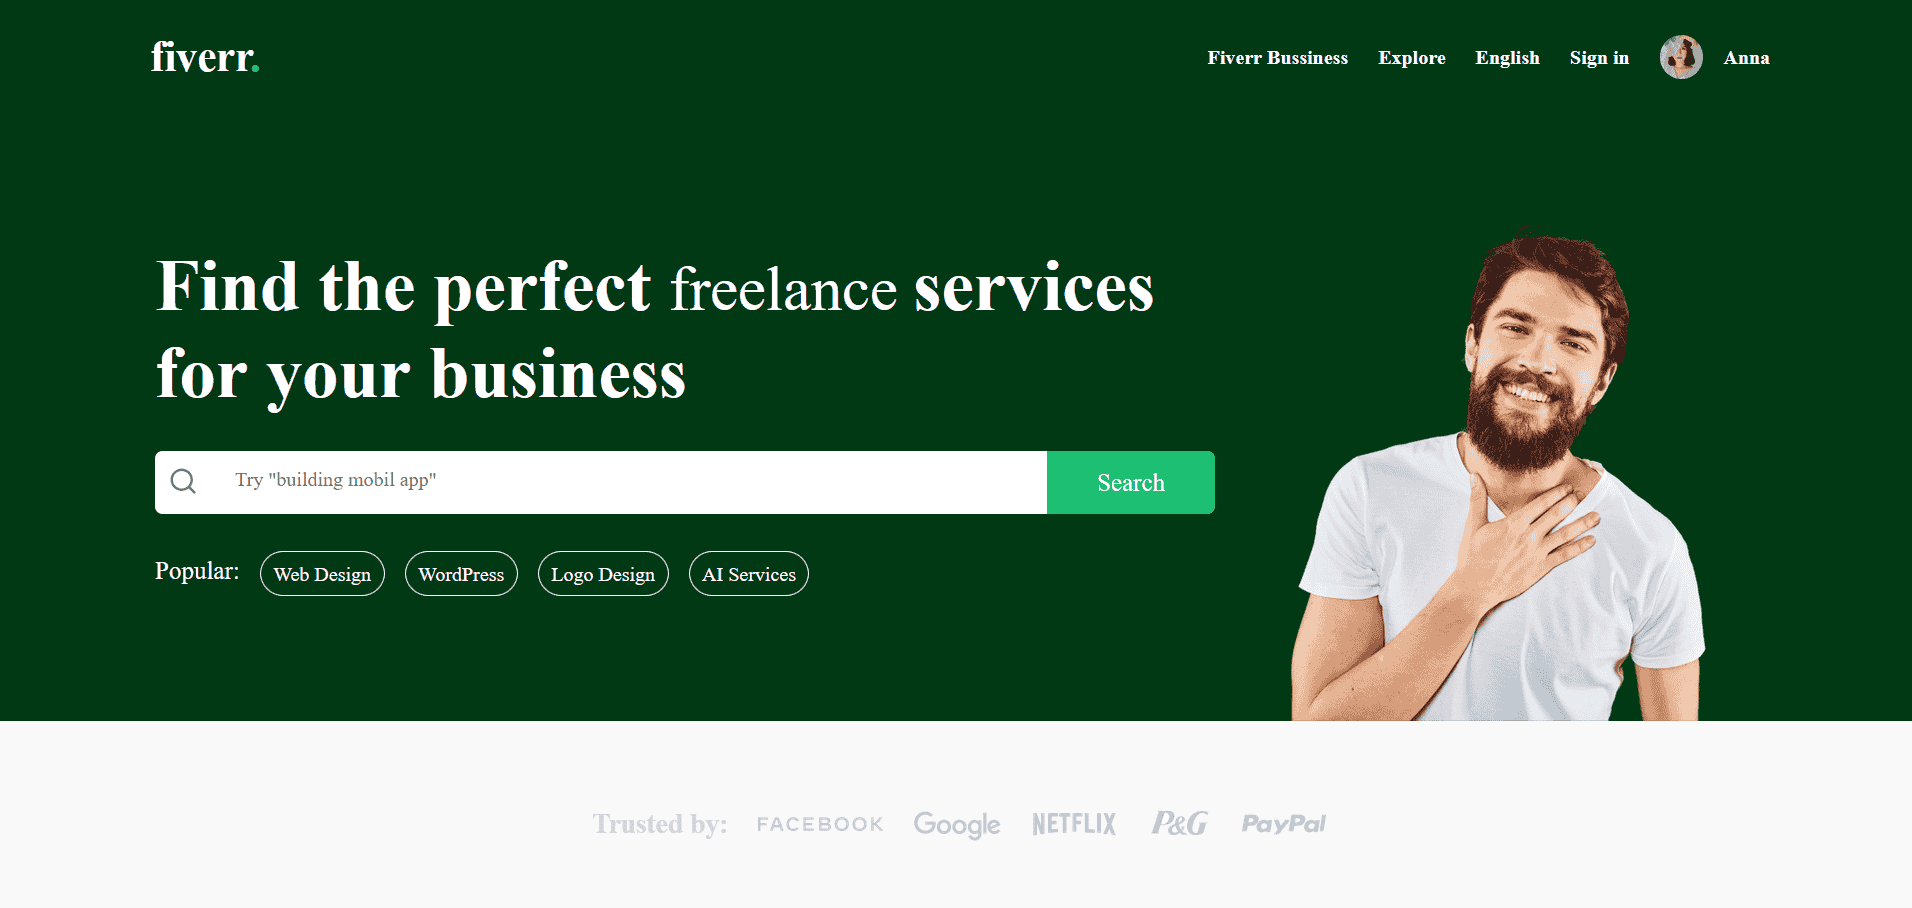 fiverr.
Fiverr Bussiness
Explore
English
Sign in
Anna
Find the perfect freelance services
for your business
Try "building mobil app"
Search
Popular:
Web Design
WordPress
Logo Design
AI Services
Trusted by:
FACEBOOK
Google
NETFLIX
P&G
PayPal